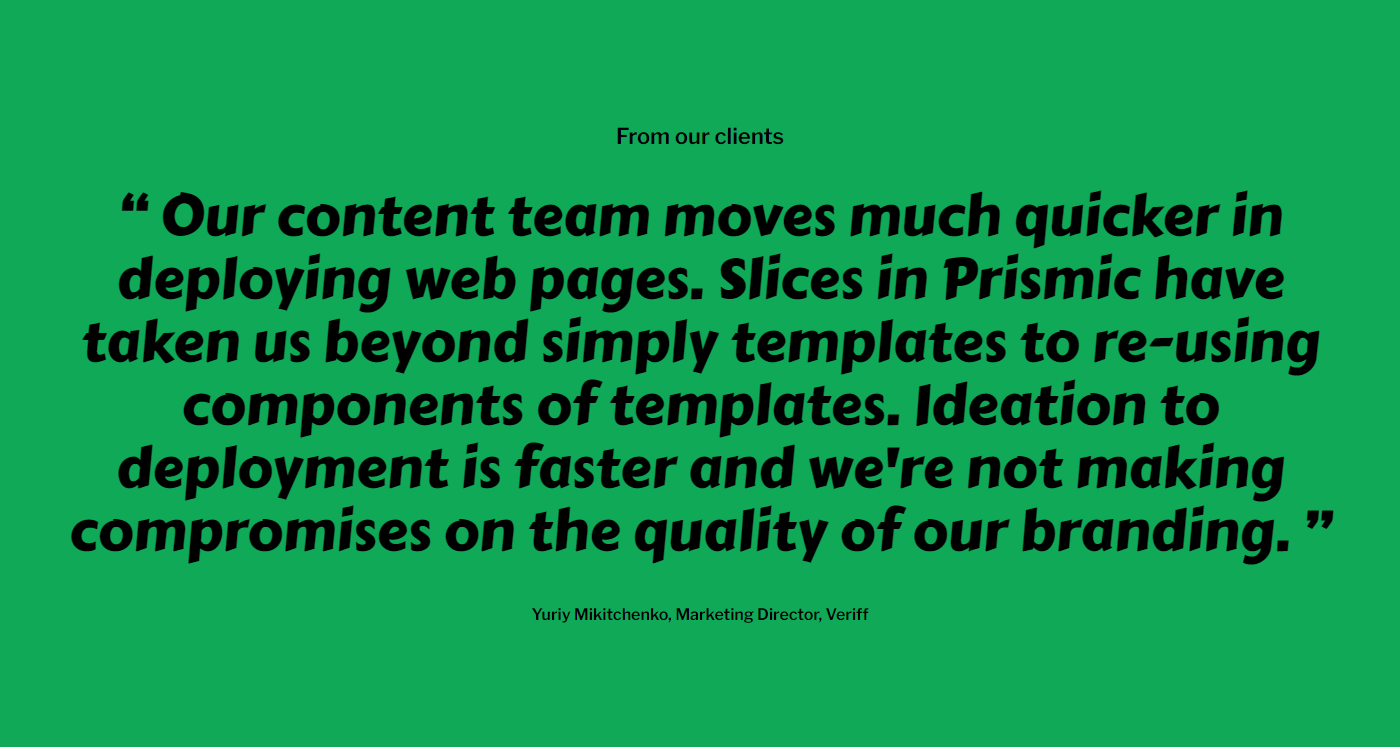 From our clients
“ Our content team moves much quicker in
deploying web pages. Slices in Prismic have
taken us beyond simply templates to re-using
components of templates. Ideation to
deployment is faster and we're not making
compromises on the quality of our branding. ”
Yuriy Mikitchenko, Marketing Director, Veriff